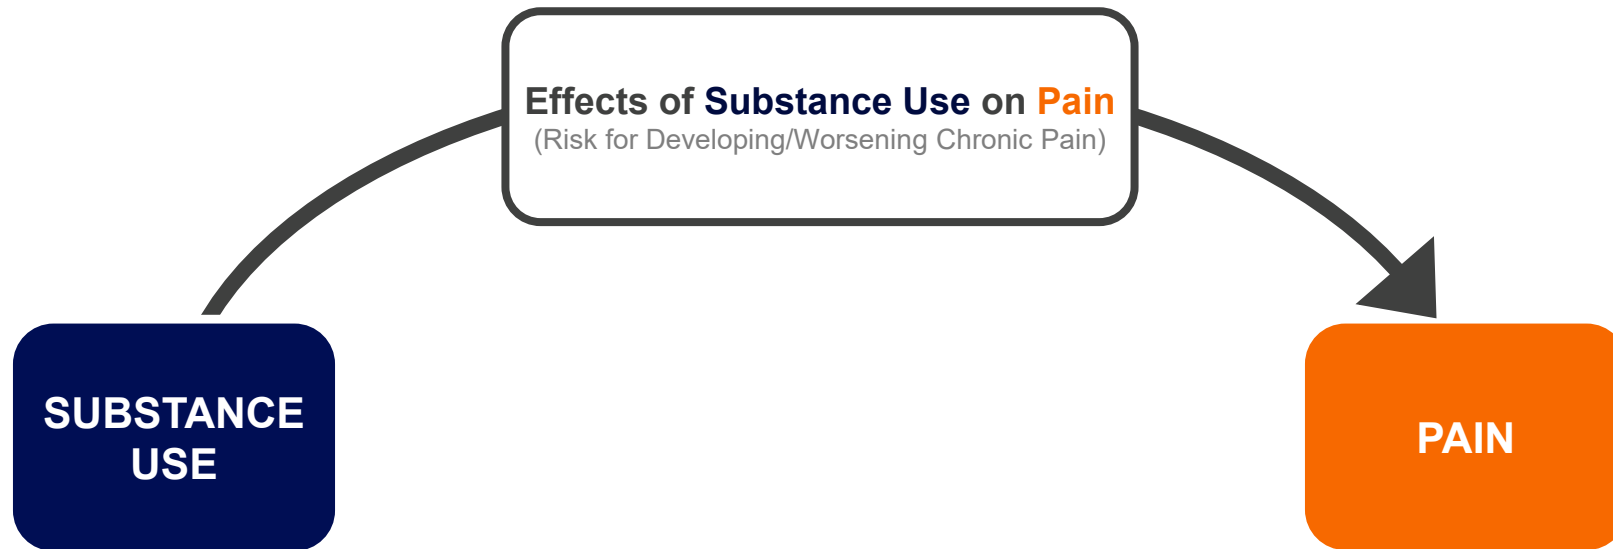 Effects of Substance Use on Pain
(Risk for Developing/Worsening Chronic Pain)
SUBSTANCE
USE
PAIN